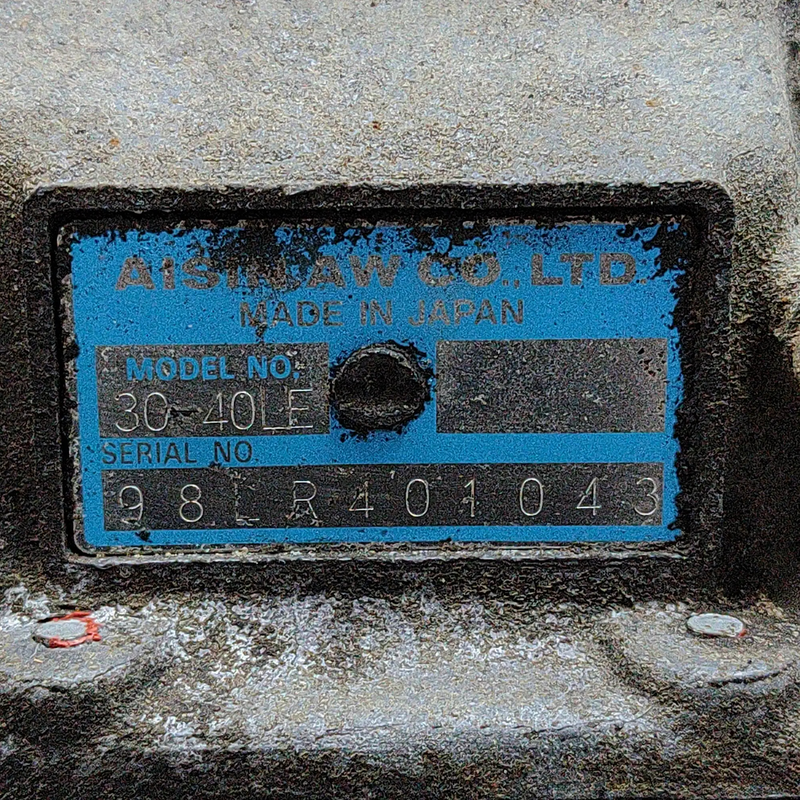 AISIN AW CO., LTD.
MADE IN JAPAN
MODEL NO.
30-40LE
SERIAL NO.
98LR401043